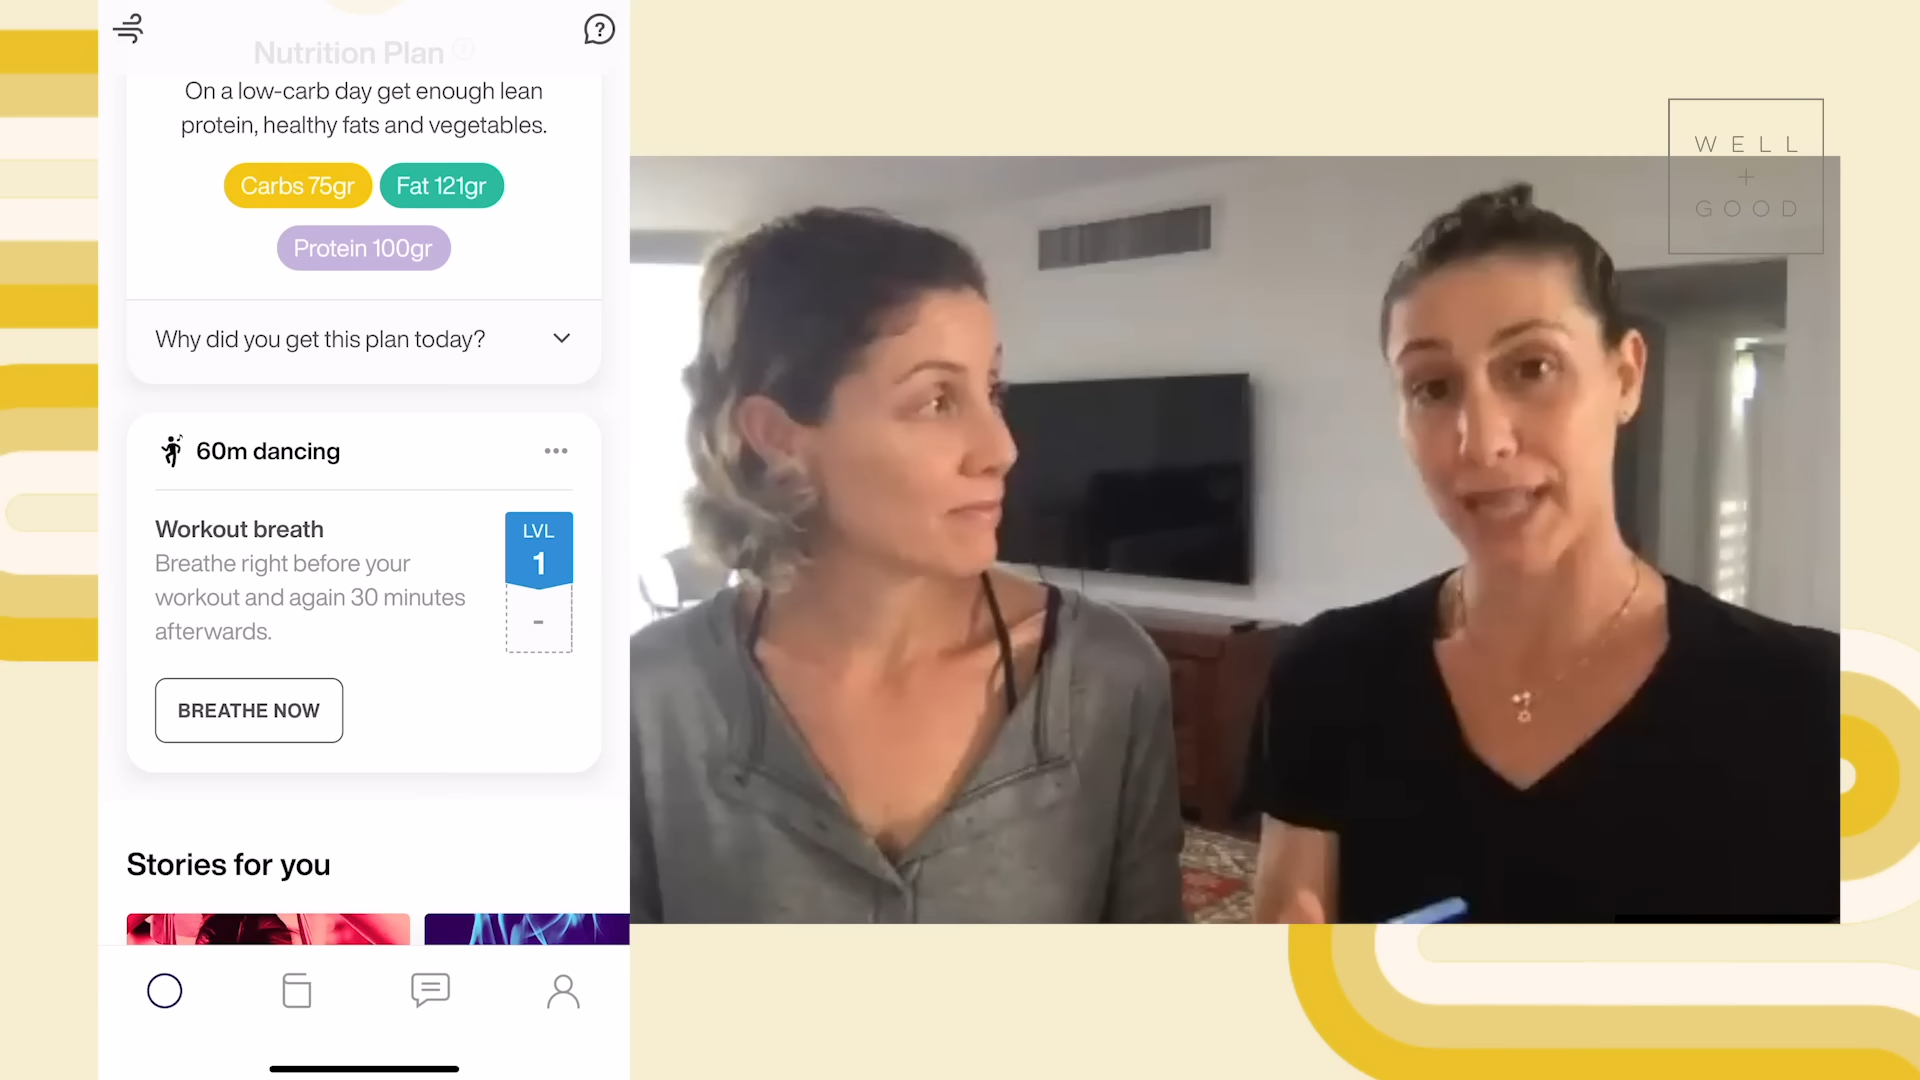 Nutrition Plan ?
On a low-carb day get enough lean
protein, healthy fats and vegetables.
Carbs 75gr Fat 121gr
Protein 100gr
Why did you get this plan today?
60m dancing
Workout breath
Breathe right before your
workout and again 30 minutes
afterwards.
LVL
1
-
BREATHE NOW
Stories for you
WELL
+
GOOD